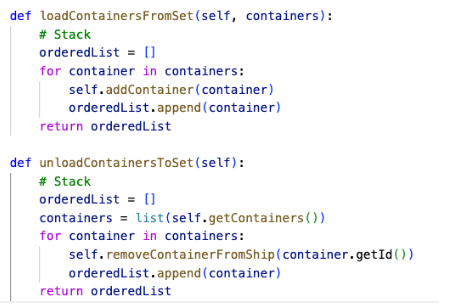 def loadContainersFromSet(self, containers):
    # Stack
    orderedList = []
    for container in containers:
        self.addContainer(container)
        orderedList.append(container)
    return orderedList

def unloadContainersToSet(self):
    # Stack
    orderedList = []
    containers = list(self.getContainers())
    for container in containers:
        self.removeContainerFromShip(container.getId())
        orderedList.append(container)
    return orderedList